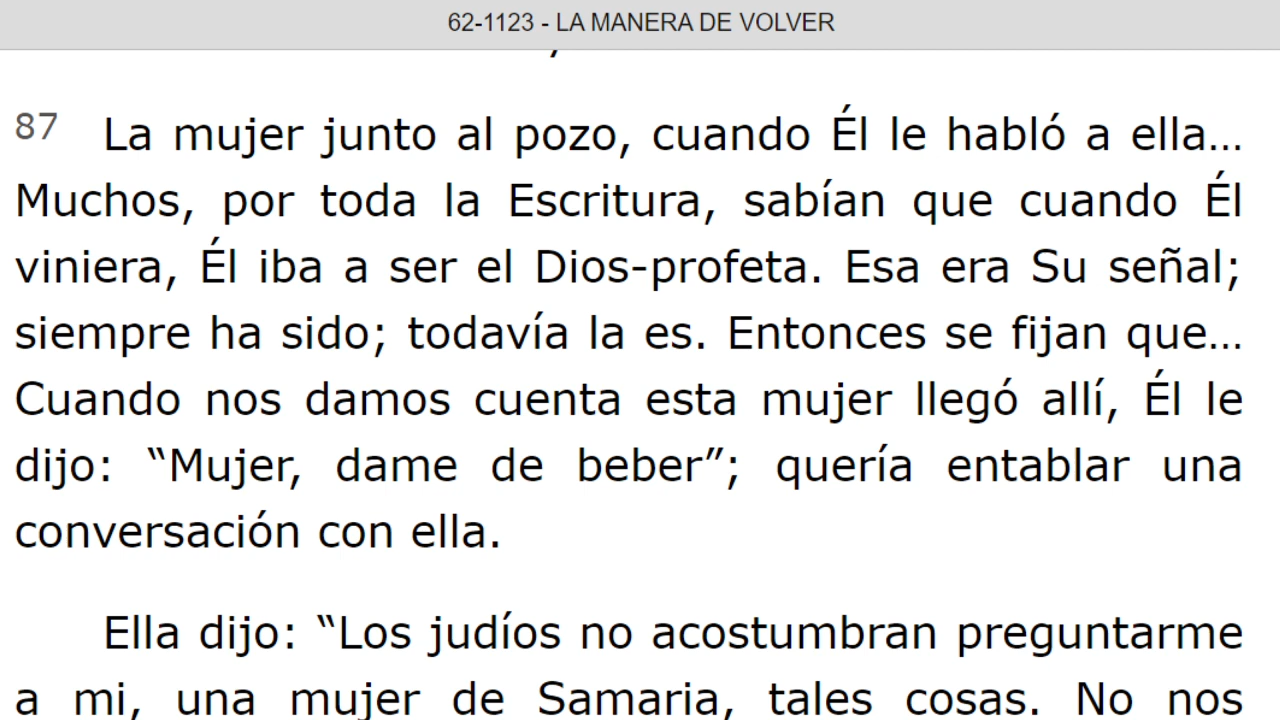 62-1123 - LA MANERA DE VOLVER
87 La mujer junto al pozo, cuando Él le habló a ella…
Muchos, por toda la Escritura, sabían que cuando Él
viniera, Él iba a ser el Dios-profeta. Esa era Su señal;
siempre ha sido; todavía la es. Entonces se fijan que…
Cuando nos damos cuenta esta mujer llegó allí, Él le
dijo: “Mujer, dame de beber”; quería entablar una
conversación con ella.
Ella dijo: “Los judíos no acostumbran preguntarme
a mi, una mujer de Samaria, tales cosas. No nos